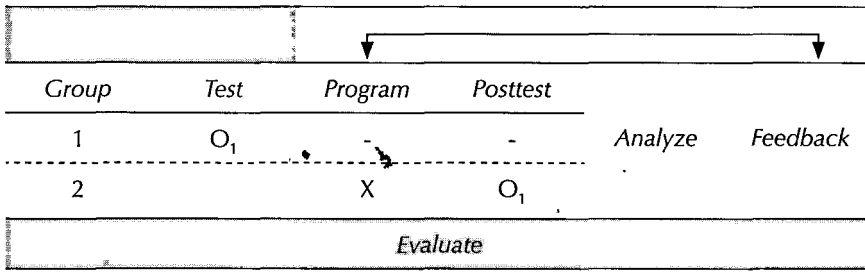 Group Test Program Posttest
1 O₁ - - Analyze Feedback
2 X O₁
Evaluate